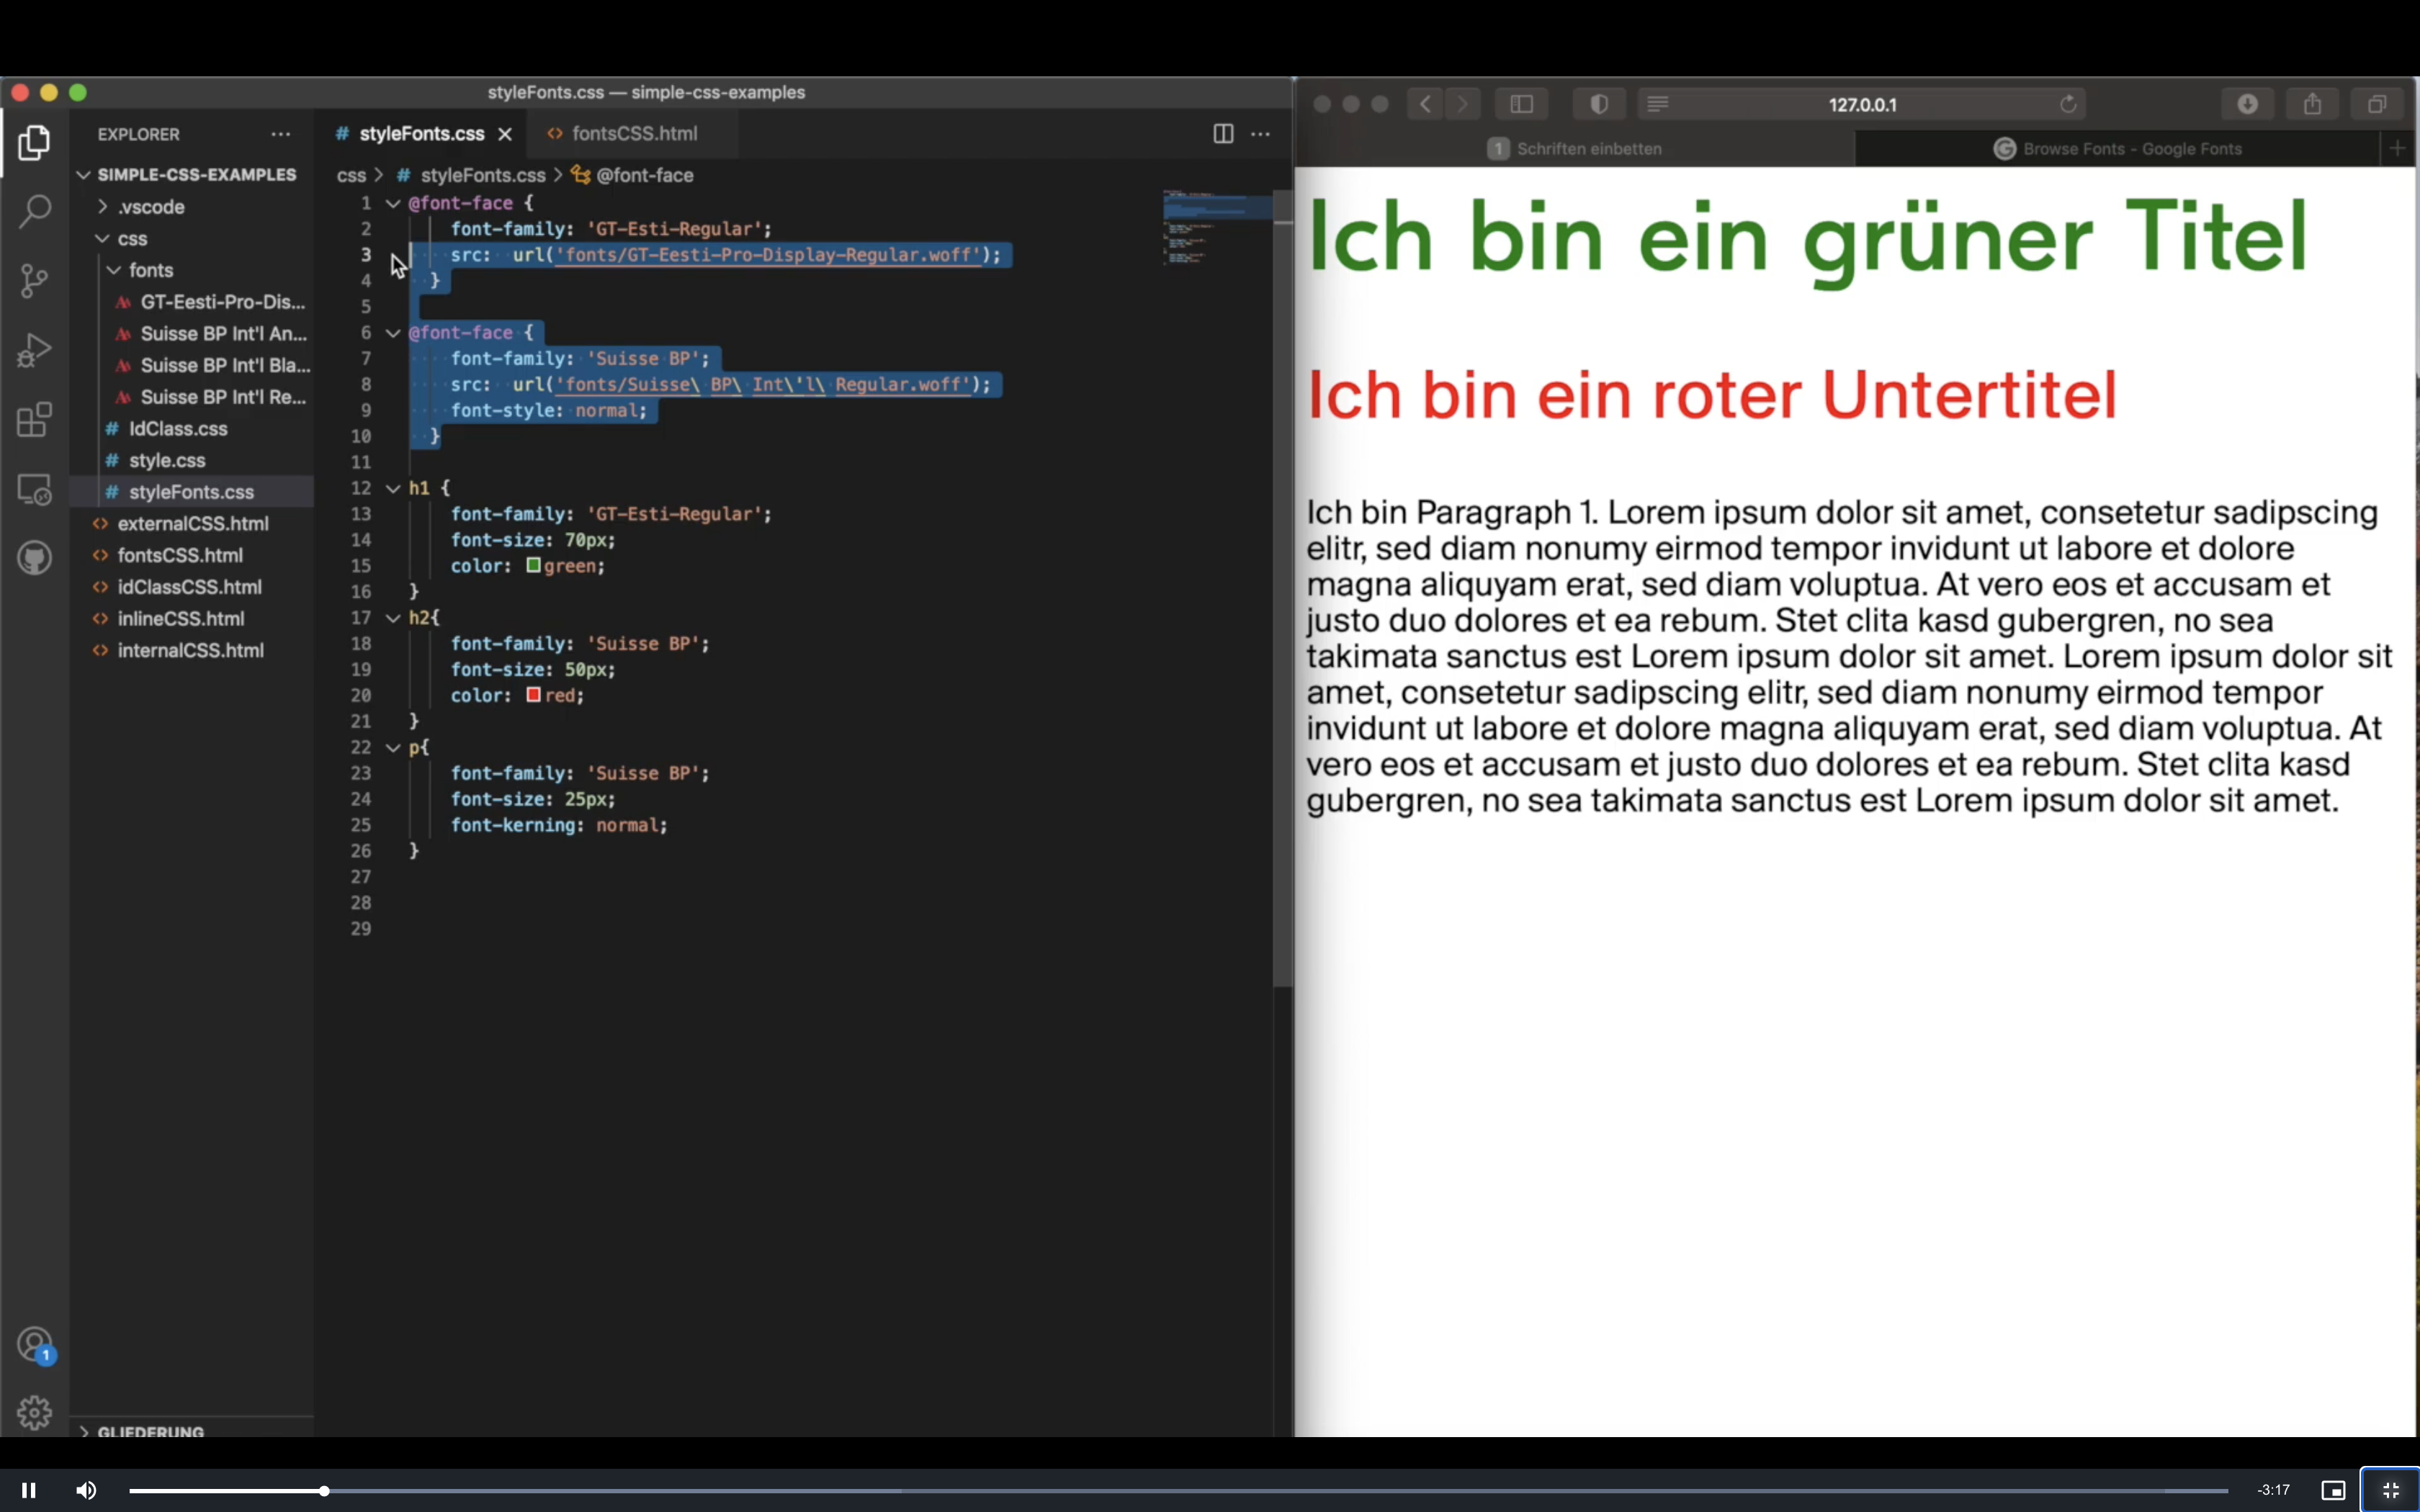 styleFonts.css — simple-css-examples
EXPLORER
SIMPLE-CSS-EXAMPLES
.vscode
css
fonts
GT-Eesti-Pro-Dis...
Suisse BP Int'l An...
Suisse BP Int'l Bla...
Suisse BP Int'l Re...
# IdClass.css
# style.css
# styleFonts.css
<> externalCSS.html
<> fontsCSS.html
<> idClassCSS.html
<> inlineCSS.html
<> internalCSS.html
GLIEDERUNG
1
# styleFonts.css
<> fontsCSS.html
css > # styleFonts.css > @font-face
1 @font-face {
2 font-family: 'GT-Esti-Regular';
3 src: url('fonts/GT-Eesti-Pro-Display-Regular.woff');
4 }
5
6 @font-face {
7 font-family: 'Suisse BP';
8 src: url('fonts/Suisse\ BP\ Int\'l\ Regular.woff');
9 font-style: normal;
10 }
11
12 h1 {
13 font-family: 'GT-Esti-Regular';
14 font-size: 70px;
15 color: green;
16 }
17 h2{
18 font-family: 'Suisse BP';
19 font-size: 50px;
20 color: red;
21 }
22 p{
23 font-family: 'Suisse BP';
24 font-size: 25px;
25 font-kerning: normal;
26 }
27
28
29
127.0.0.1
1 Schriften einbetten
G Browse Fonts - Google Fonts
Ich bin ein grüner Titel
Ich bin ein roter Untertitel
Ich bin Paragraph 1. Lorem ipsum dolor sit amet, consetetur sadipscing
elitr, sed diam nonumy eirmod tempor invidunt ut labore et dolore
magna aliquyam erat, sed diam voluptua. At vero eos et accusam et
justo duo dolores et ea rebum. Stet clita kasd gubergren, no sea
takimata sanctus est Lorem ipsum dolor sit amet. Lorem ipsum dolor sit
amet, consetetur sadipscing elitr, sed diam nonumy eirmod tempor
invidunt ut labore et dolore magna aliquyam erat, sed diam voluptua. At
vero eos et accusam et justo duo dolores et ea rebum. Stet clita kasd
gubergren, no sea takimata sanctus est Lorem ipsum dolor sit amet.
-3:17